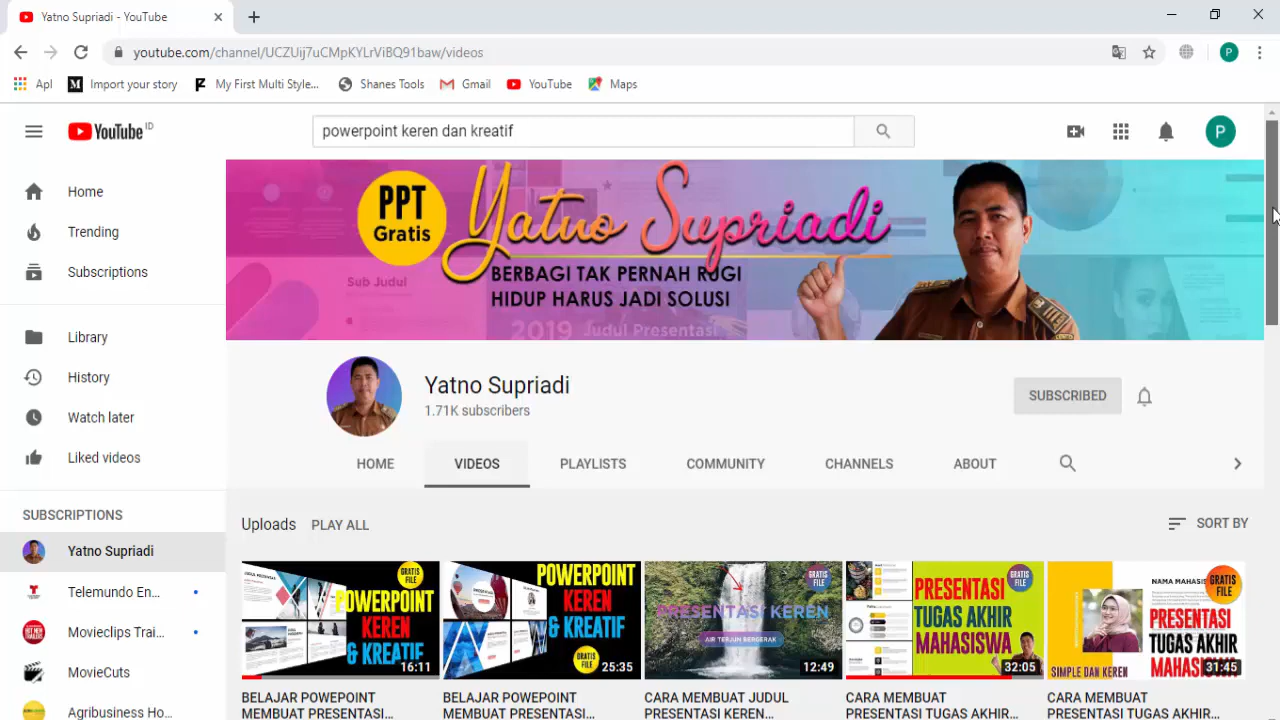 Yatno Supriadi - YouTube
youtube.com/channel/UCZUij7uCMpKYLrViBQ91baw/videos
Apl
Import your story
My First Multi Style...
Shanes Tools
Gmail
YouTube
Maps
YouTube ID
powerpoint keren dan kreatif
P
Home
Trending
Subscriptions
Library
History
Watch later
Liked videos
SUBSCRIPTIONS
Yatno Supriadi
Telemundo En...
Movieclips Trai...
MovieCuts
Agribusiness Ho...
PPT
Gratis
Yatno Supriadi
BERBAGI TAK PERNAH RUGI
HIDUP HARUS JADI SOLUSI
Sub Judul
2019 Judul Presentasi
Yatno Supriadi
1.71K subscribers
SUBSCRIBED
HOME
VIDEOS
PLAYLISTS
COMMUNITY
CHANNELS
ABOUT
Uploads
PLAY ALL
SORT BY
GRATIS
FILE
POWERPOINT
KEREN
& KREATIF
16:11
BELAJAR POWEPOINT
MEMBUAT PRESENTASI...
POWERPOINT
KEREN
& KREATIF
GRATIS
FILE
25:35
BELAJAR POWEPOINT
MEMBUAT PRESENTASI...
GRATIS
FILE
PRESENTASI KEREN
AIR TERJUN BERGERAK
12:49
CARA MEMBUAT JUDUL
PRESENTASI KEREN...
GRATIS
FILE
PRESENTASI
TUGAS AKHIR
MAHASISWA
32:05
CARA MEMBUAT
PRESENTASI TUGAS AKHIR...
NAMA MAHASIS
GRATIS
FILE
PRESENTASI
TUGAS AKHIR
MAHASISWA
SIMPLE DAN KEREN
31:45
CARA MEMBUAT
PRESENTASI TUGAS AKHIR...